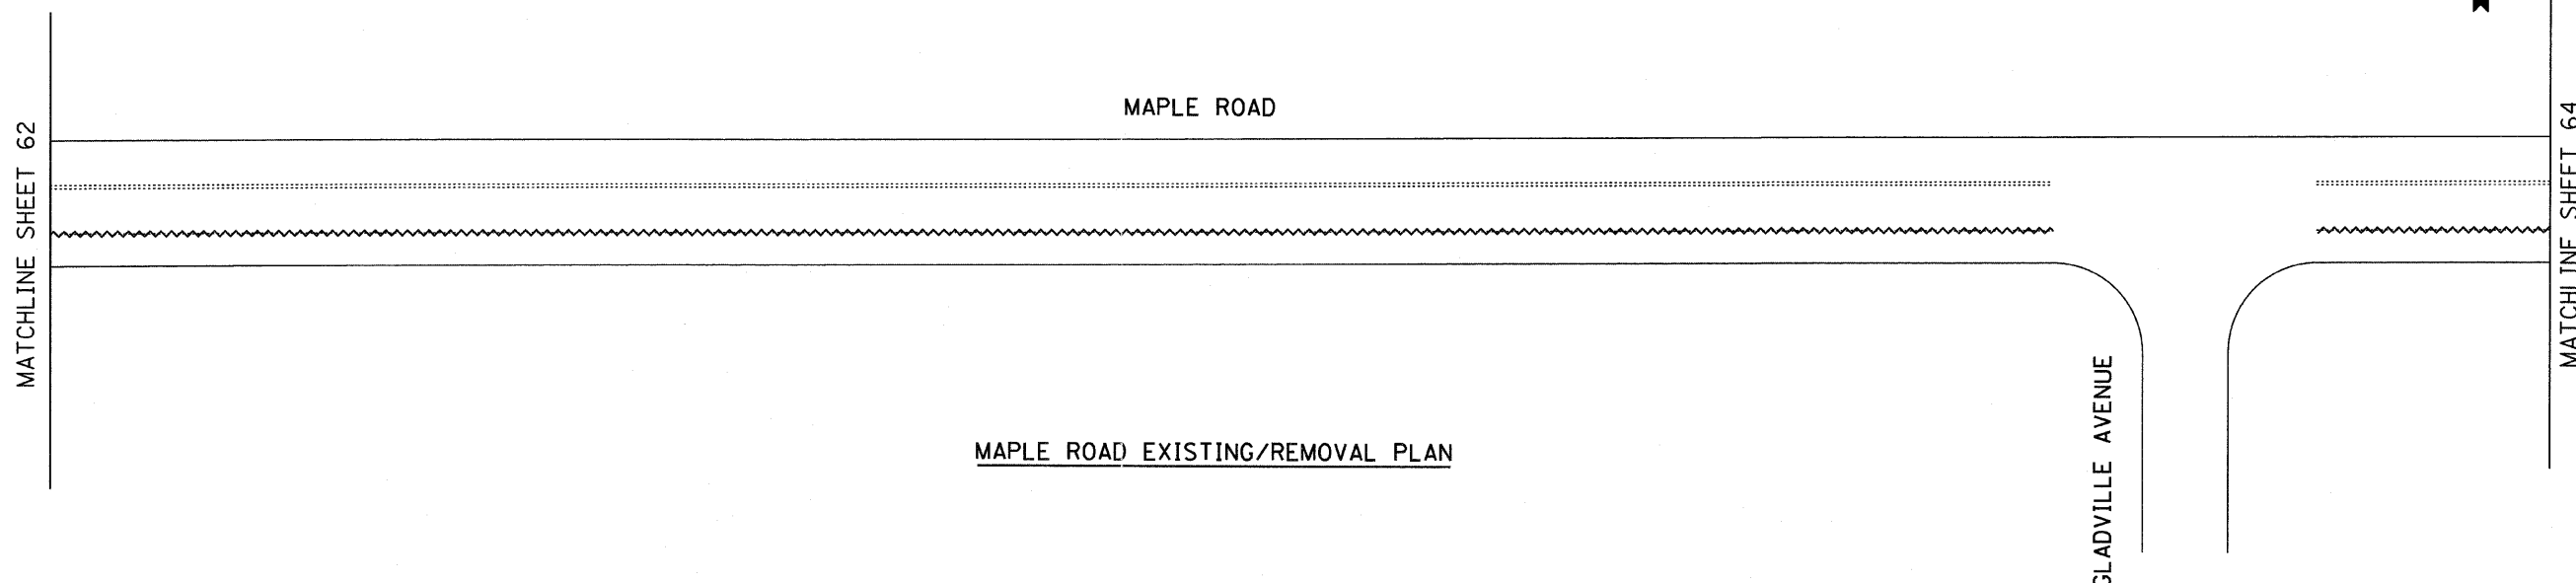 MAPLE ROAD
MATCHLINE SHEET 62
MATCHLINE SHEET 64
MAPLE ROAD EXISTING/REMOVAL PLAN
GLADVILLE AVENUE